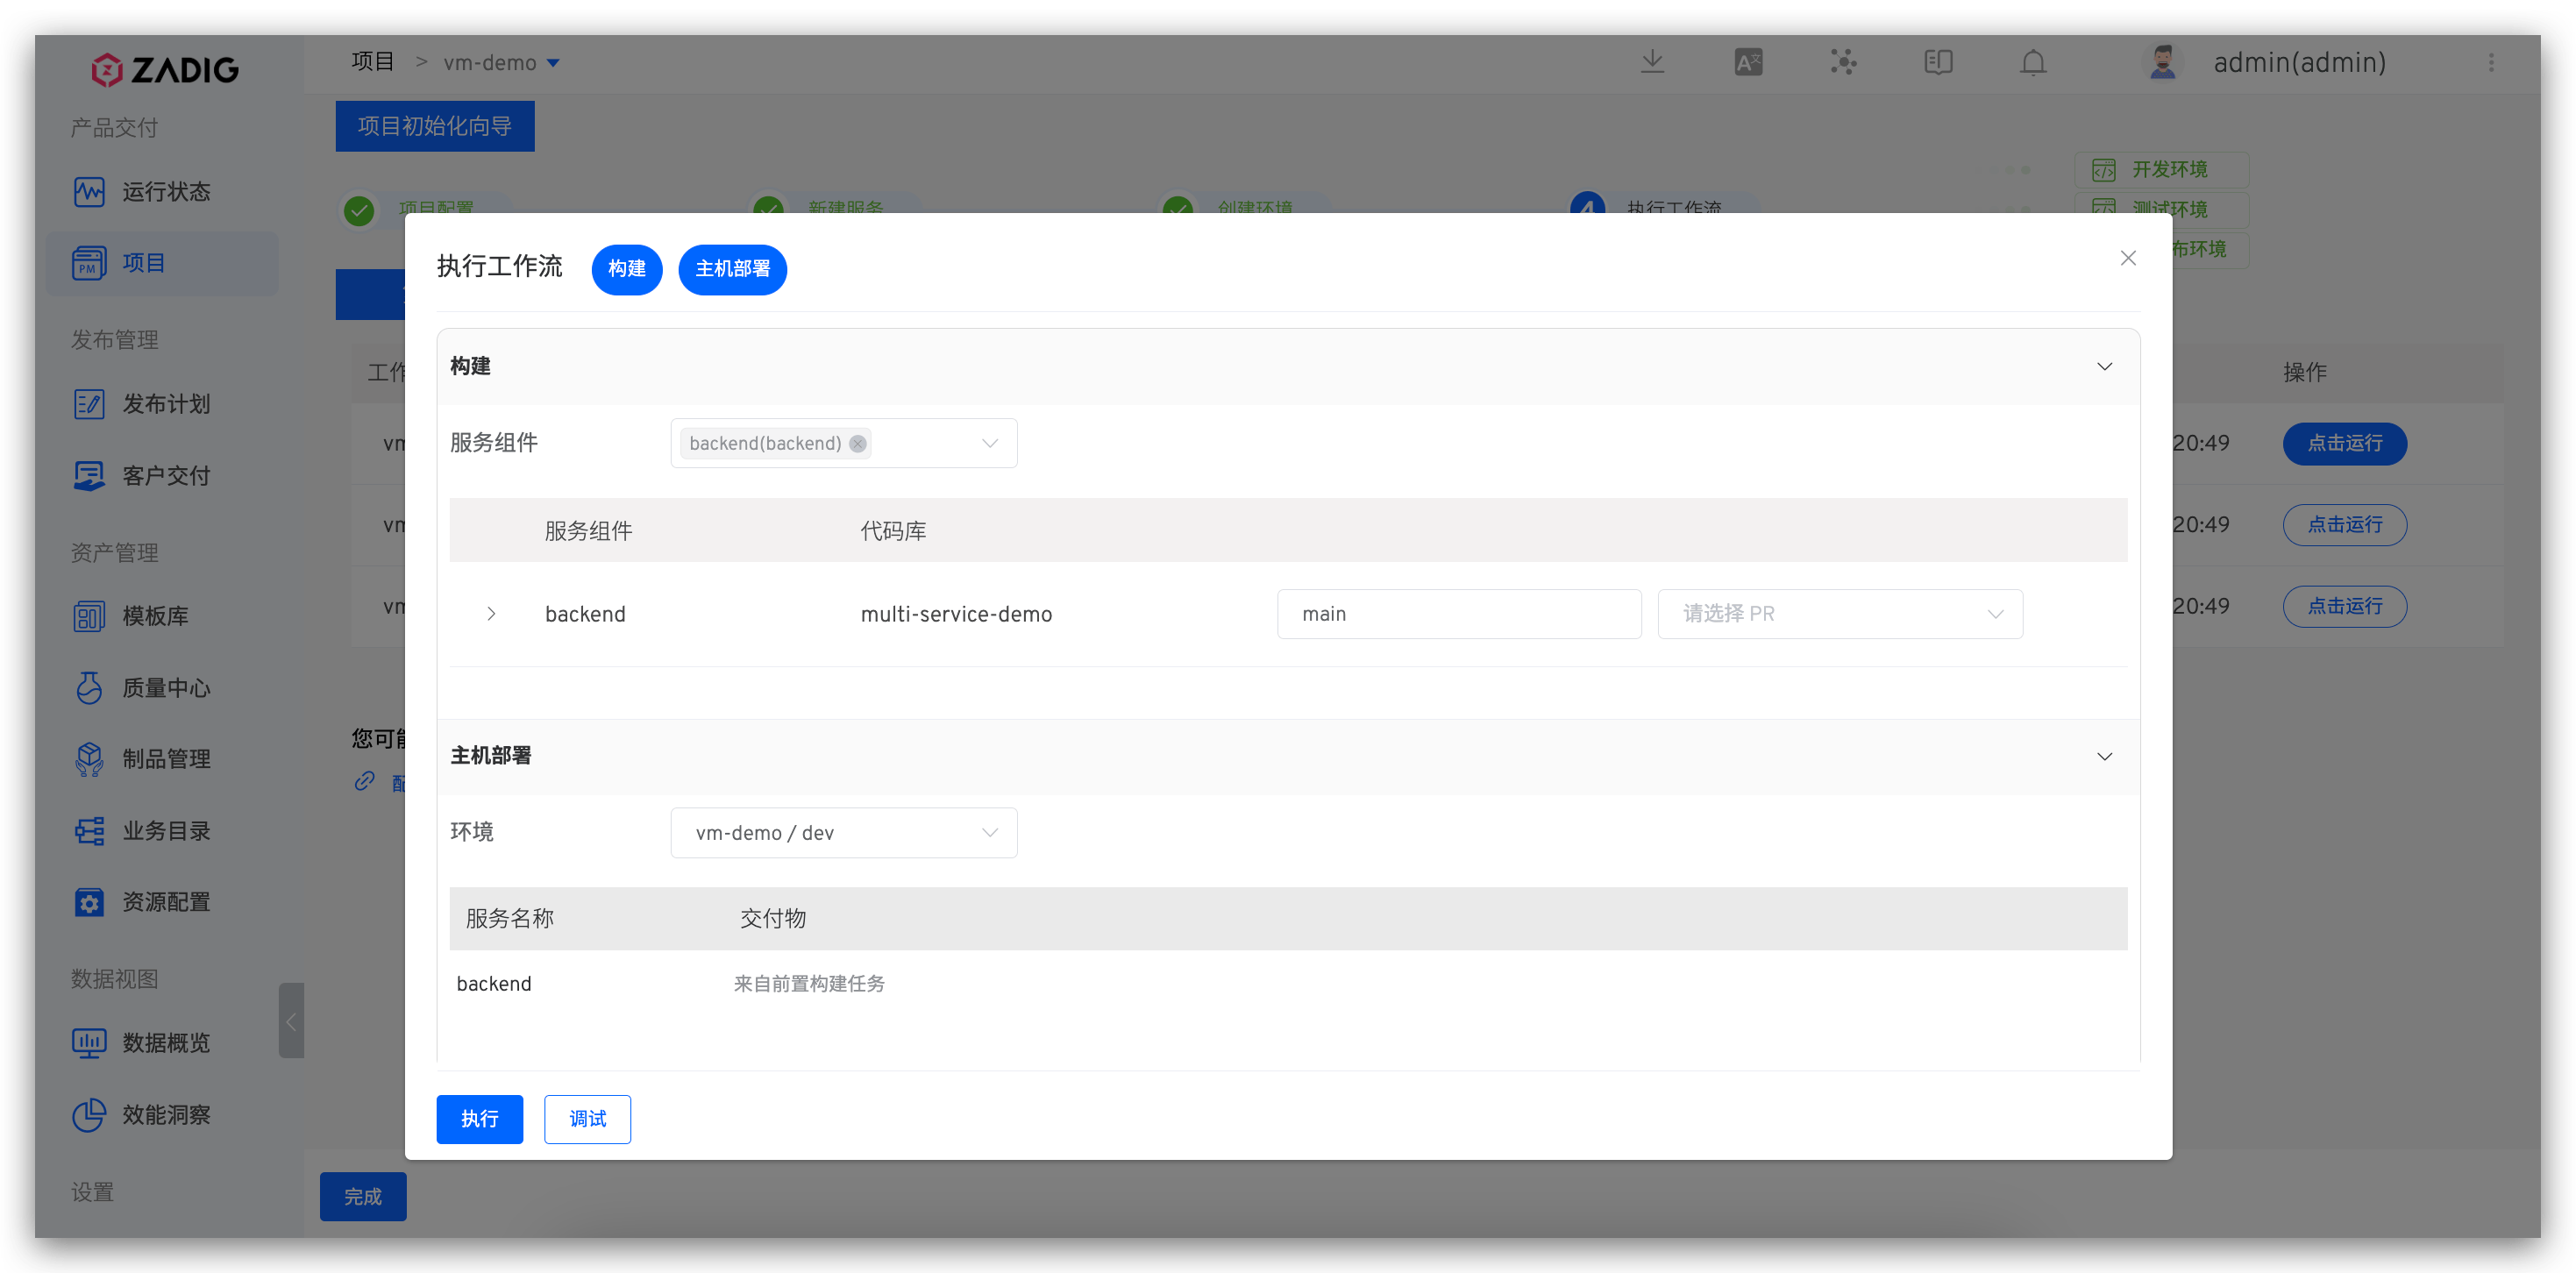 ZADIG
项目 > vm-demo
admin(admin)
产品交付
运行状态
项目
发布管理
发布计划
客户交付
资产管理
模板库
质量中心
制品管理
业务目录
资源配置
数据视图
数据概览
效能洞察
设置
项目初始化向导
项目配置
新建服务
创建环境
4 执行工作流
开发环境
测试环境
布环境
执行工作流 构建 主机部署
构建
服务组件 backend(backend)
服务组件 代码库
backend multi-service-demo main 请选择 PR
主机部署
环境 vm-demo / dev
服务名称 交付物
backend 来自前置构建任务
执行 调试
工作 操作
vm 20:49 点击运行
vm 20:49 点击运行
vm 20:49 点击运行
您可能
配
完成